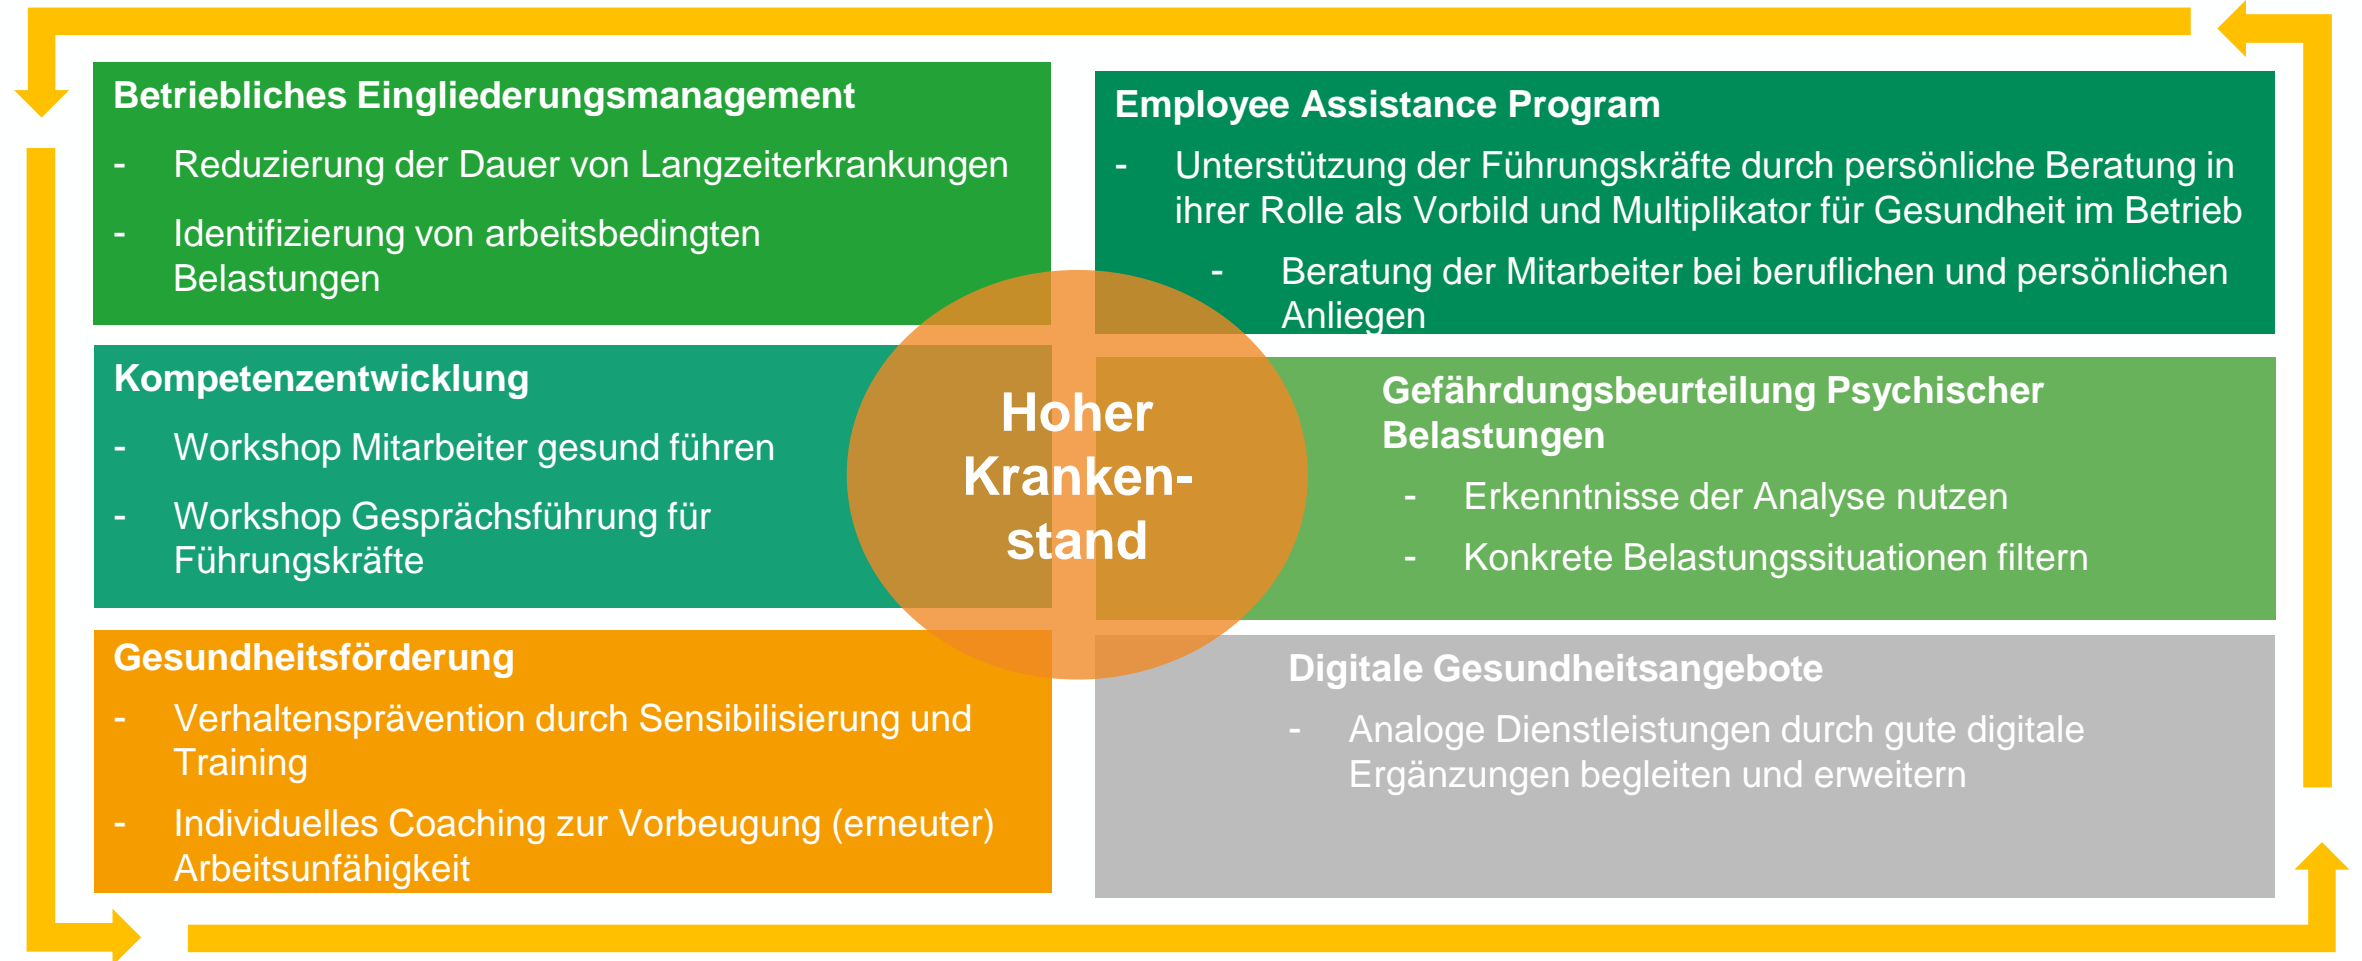 Betriebliches Eingliederungsmanagement
- Reduzierung der Dauer von Langzeiterkrankungen
- Identifizierung von arbeitsbedingten
Belastungen
Employee Assistance Program
- Unterstützung der Führungskräfte durch persönliche Beratung in
ihrer Rolle als Vorbild und Multiplikator für Gesundheit im Betrieb
- Beratung der Mitarbeiter bei beruflichen und persönlichen
Anliegen
Kompetenzentwicklung
- Workshop Mitarbeiter gesund führen
- Workshop Gesprächsführung für
Führungskräfte
Hoher
Kranken-
stand
Gefährdungsbeurteilung Psychischer
Belastungen
- Erkenntnisse der Analyse nutzen
- Konkrete Belastungssituationen filtern
Gesundheitsförderung
- Verhaltensprävention durch Sensibilisierung und
Training
- Individuelles Coaching zur Vorbeugung (erneuter)
Arbeitsunfähigkeit
Digitale Gesundheitsangebote
- Analoge Dienstleistungen durch gute digitale
Ergänzungen begleiten und erweitern